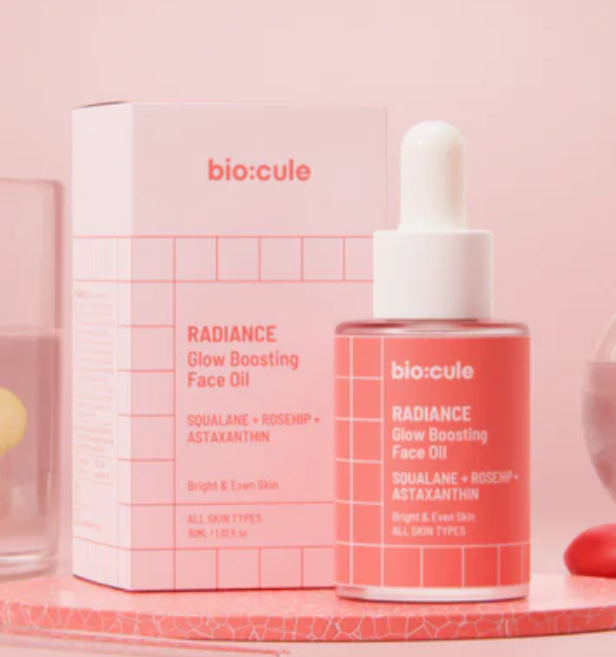 bio:cule
RADIANCE
Glow Boosting
Face Oil
SQUALANE + ROSEHIP +
ASTAXANTHIN
Bright & Even Skin
ALL SKIN TYPES
30ML / 1.01 fl oz
bio:cule
RADIANCE
Glow Boosting
Face Oil
SQUALANE + ROSEHIP+
ASTAXANTHIN
Bright & Even Skin
ALL SKIN TYPES